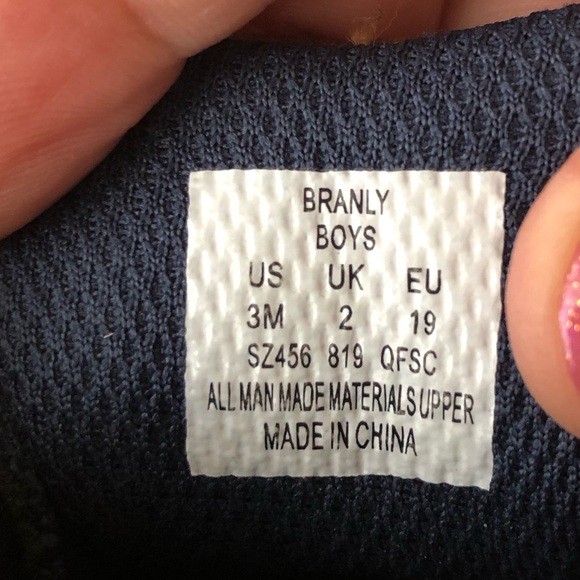 BRANLY
BOYS
US UK EU
3M 2 19
SZ456 819 QFSC
ALL MAN MADE MATERIALS UPPER
MADE IN CHINA